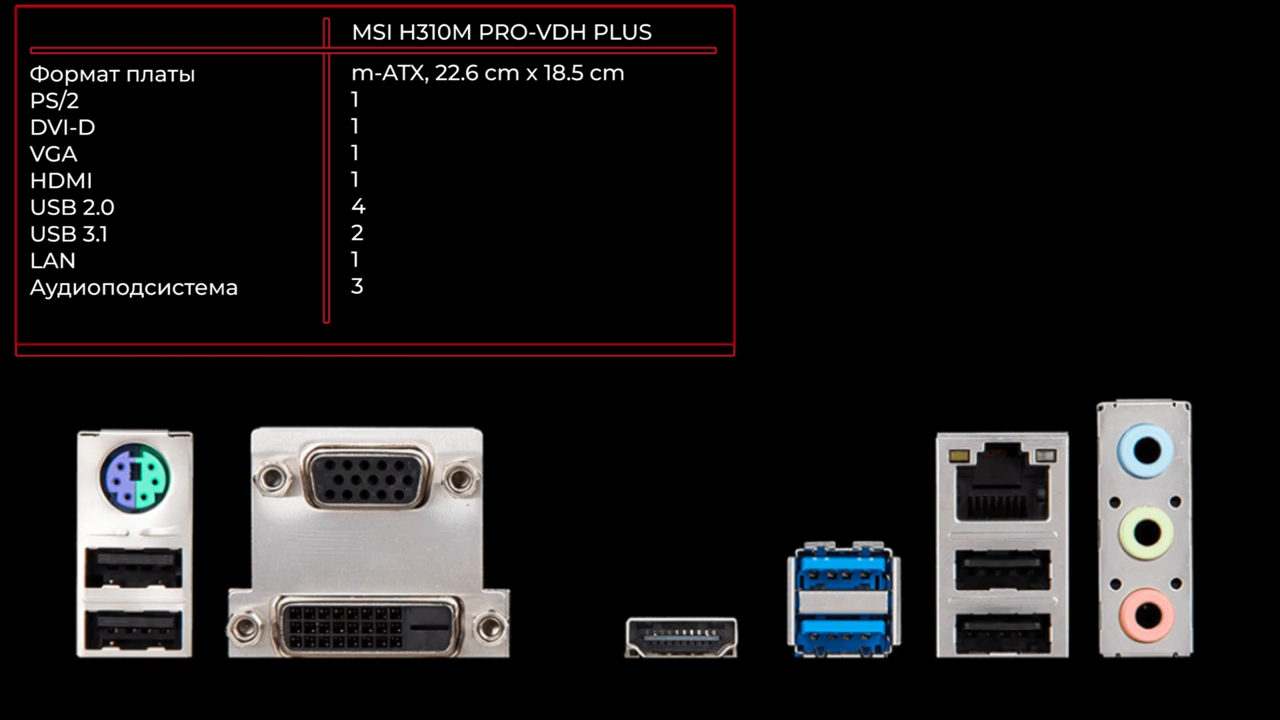 MSI H310M PRO-VDH PLUS
Формат платы m-ATX, 22.6 cm x 18.5 cm
PS/2 1
DVI-D 1
VGA 1
HDMI 1
USB 2.0 4
USB 3.1 2
LAN 1
Аудиоподсистема 3